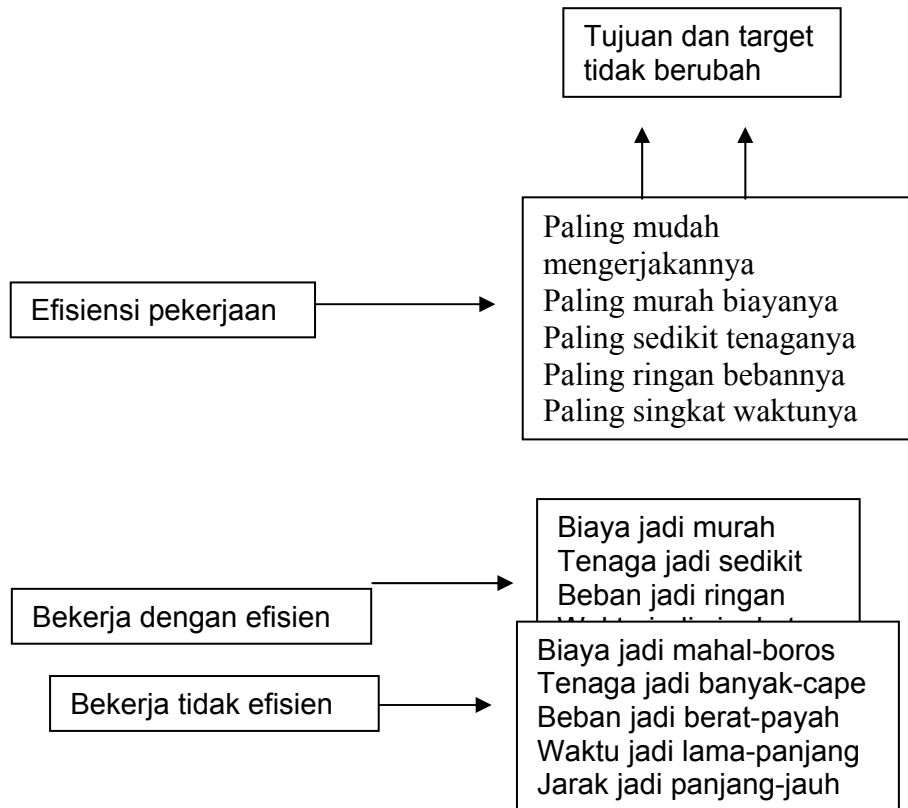 Tujuan dan target
tidak berubah
Efisiensi pekerjaan
Paling mudah
mengerjakannya
Paling murah biayanya
Paling sedikit tenaganya
Paling ringan bebannya
Paling singkat waktunya
Bekerja dengan efisien
Biaya jadi murah
Tenaga jadi sedikit
Beban jadi ringan
Bekerja tidak efisien
Biaya jadi mahal-boros
Tenaga jadi banyak-cape
Beban jadi berat-payah
Waktu jadi lama-panjang
Jarak jadi panjang-jauh